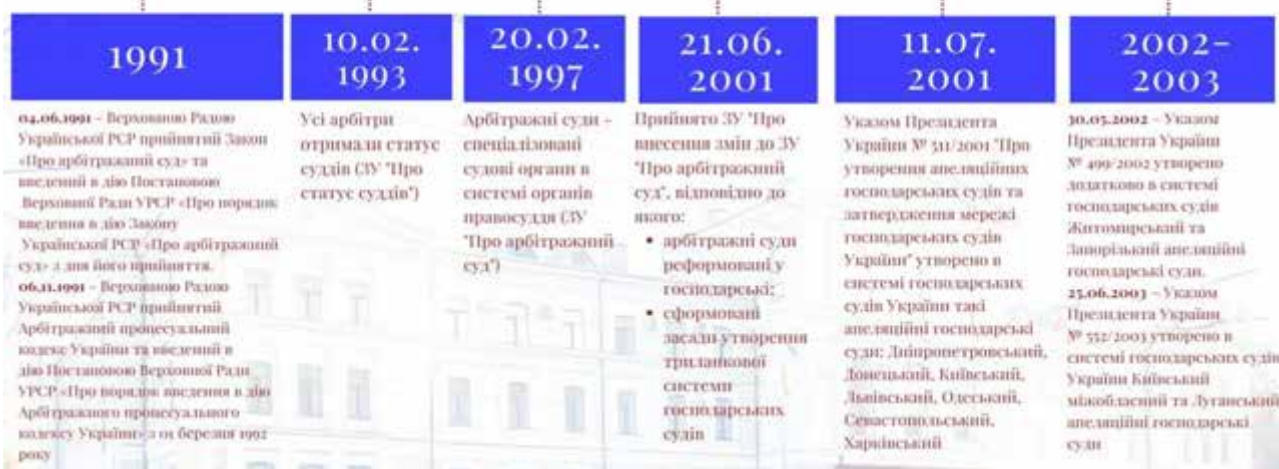 1991
04.06.1991 – Верховною Радою
Української РСР прийнятий Закон
«Про арбітражний суд» та
введений в дію Постановою
Верховної Ради УРСР «Про порядок
введення в дію Закону
Української РСР «Про арбітражний
суд» з дня його прийняття.
06.11.1991 – Верховною Радою
Української РСР прийнятий
Арбітражний процесуальний
кодекс України та введений в
дію Постановою Верховної Ради
УРСР «Про порядок введення в дію
Арбітражного процесуального
кодексу України» з 01 березня 1992
року
10.02.
1993
Усі арбітри
отримали статус
суддів (ЗУ "Про
статус суддів")
20.02.
1997
Арбітражні суди –
спеціалізовані
судові органи в
системі органів
правосуддя (ЗУ
"Про арбітражний
суд")
21.06.
2001
Прийнято ЗУ "Про
внесення змін до ЗУ
"Про арбітражний
суд", відповідно до
якого:
• арбітражні суди
реформовані у
господарські;
• сформовані
засади утворення
триланкової
системи
господарських
судів
11.07.
2001
Указом Президента
України № 511/2001 "Про
утворення апеляційних
господарських судів та
затвердження мережі
господарських судів
України" утворено в
системі господарських
судів України такі
апеляційні господарські
суди: Дніпропетровський,
Донецький, Київський,
Львівський, Одеський,
Севастопольський,
Харківський
2002–
2003
30.05.2002 – Указом
Президента України
№ 499/2002 утворено
додатково в системі
господарських судів
Житомирський та
Запорізький апеляційні
господарські суди.
25.06.2003 – Указом
Президента України
№ 552/2003 утворено в
системі господарських судів
України Київський
міжобласний та Луганський
апеляційні господарські
суди